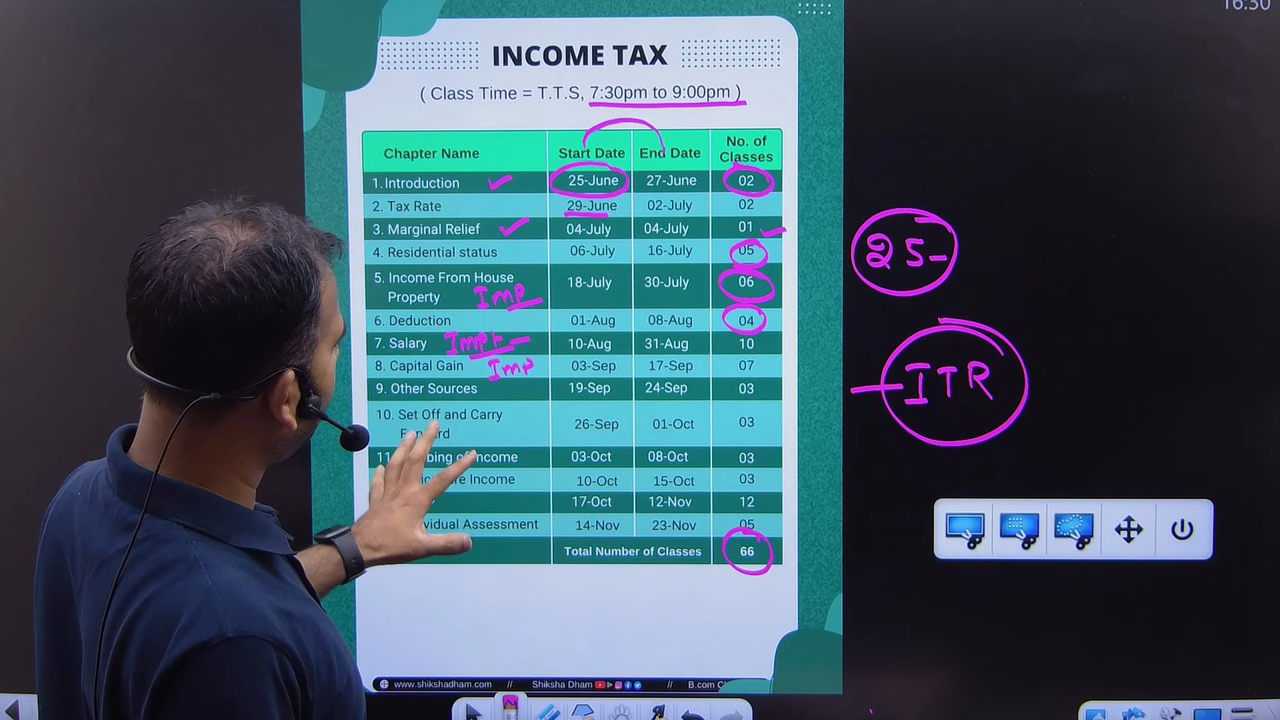 16:30
INCOME TAX
( Class Time = T.T.S, 7:30pm to 9:00pm )
Chapter Name Start Date End Date No. of Classes
1. Introduction 25-June 27-June 02
2. Tax Rate 29-June 02-July 02
3. Marginal Relief 04-July 04-July 01
4. Residential status 06-July 16-July 05
5. Income From House
Property 18-July 30-July 06
Imp
6. Deduction 01-Aug 08-Aug 04
7. Salary Impt 10-Aug 31-Aug 10
8. Capital Gain Imp 03-Sep 17-Sep 07
9. Other Sources 19-Sep 24-Sep 03
10. Set Off and Carry
26-Sep 01-Oct 03
11. Income 03-Oct 08-Oct 03
Income 10-Oct 15-Oct 03
17-Oct 12-Nov 12
Assessment 14-Nov 23-Nov 05
Total Number of Classes 66
25-
ITR
www.shikshadham.com // Shiksha Dham // B.com